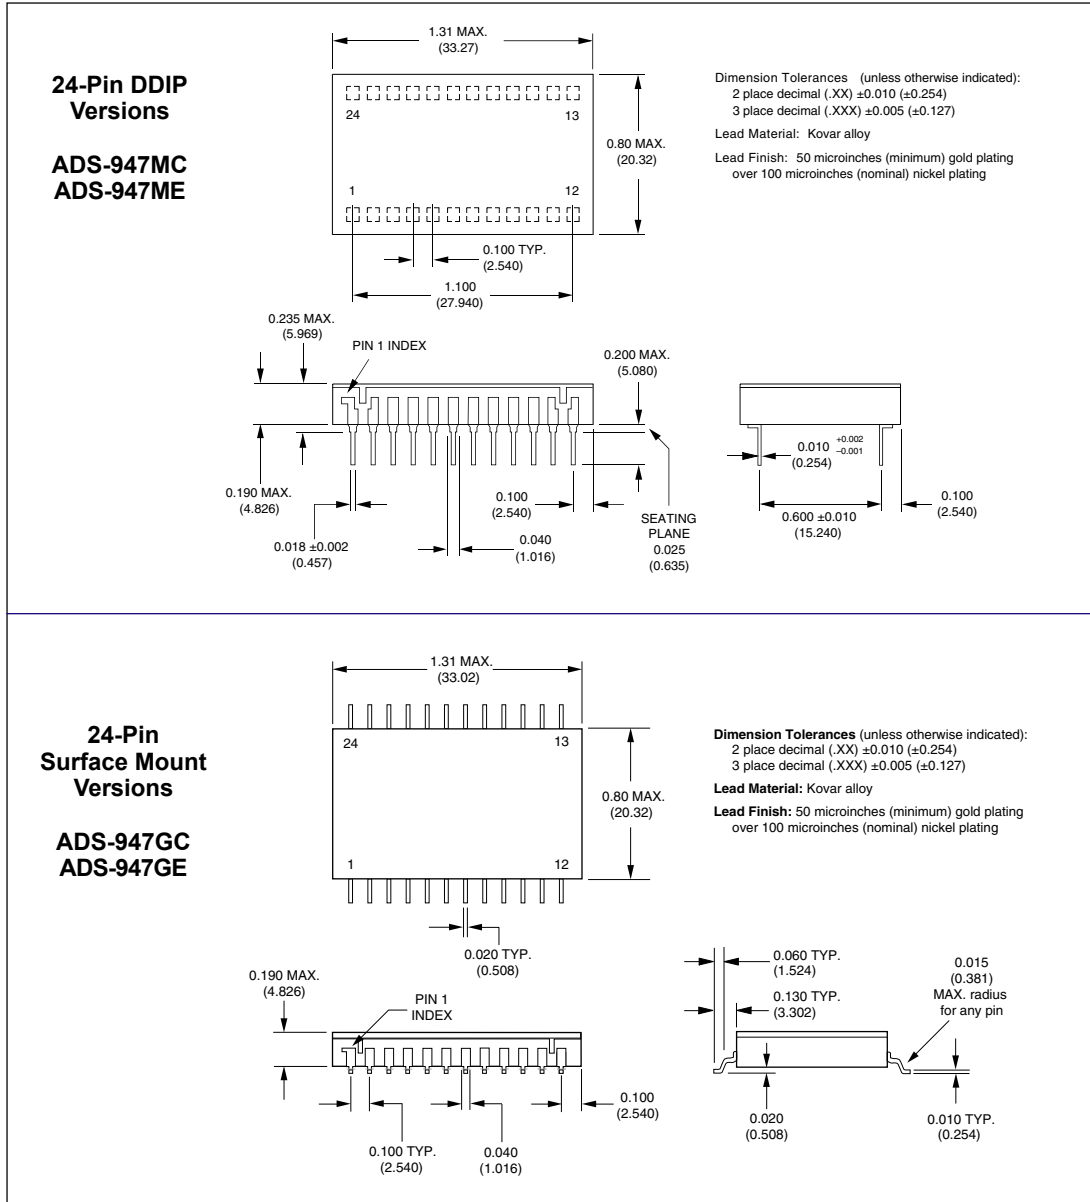 24-Pin DDIP
Versions
ADS-947MC
ADS-947ME
1.31 MAX.
(33.27)
24
13
1
12
0.80 MAX.
(20.32)
0.100 TYP.
(2.540)
1.100
(27.940)
Dimension Tolerances (unless otherwise indicated):
2 place decimal (.XX) ±0.010 (±0.254)
3 place decimal (.XXX) ±0.005 (±0.127)
Lead Material: Kovar alloy
Lead Finish: 50 microinches (minimum) gold plating
over 100 microinches (nominal) nickel plating
0.235 MAX.
(5.969)
PIN 1 INDEX
0.200 MAX.
(5.080)
0.190 MAX.
(4.826)
0.018 ±0.002
(0.457)
0.100
(2.540)
0.040
(1.016)
SEATING
PLANE
0.025
(0.635)
0.010 +0.002
–0.001
(0.254)
0.600 ±0.010
(15.240)
0.100
(2.540)
24-Pin
Surface Mount
Versions
ADS-947GC
ADS-947GE
1.31 MAX.
(33.02)
24
13
1
12
0.80 MAX.
(20.32)
0.020 TYP.
(0.508)
Dimension Tolerances (unless otherwise indicated):
2 place decimal (.XX) ±0.010 (±0.254)
3 place decimal (.XXX) ±0.005 (±0.127)
Lead Material: Kovar alloy
Lead Finish: 50 microinches (minimum) gold plating
over 100 microinches (nominal) nickel plating
0.190 MAX.
(4.826)
PIN 1
INDEX
0.100 TYP.
(2.540)
0.040
(1.016)
0.100
(2.540)
0.060 TYP.
(1.524)
0.130 TYP.
(3.302)
0.015
(0.381)
MAX. radius
for any pin
0.020
(0.508)
0.010 TYP.
(0.254)